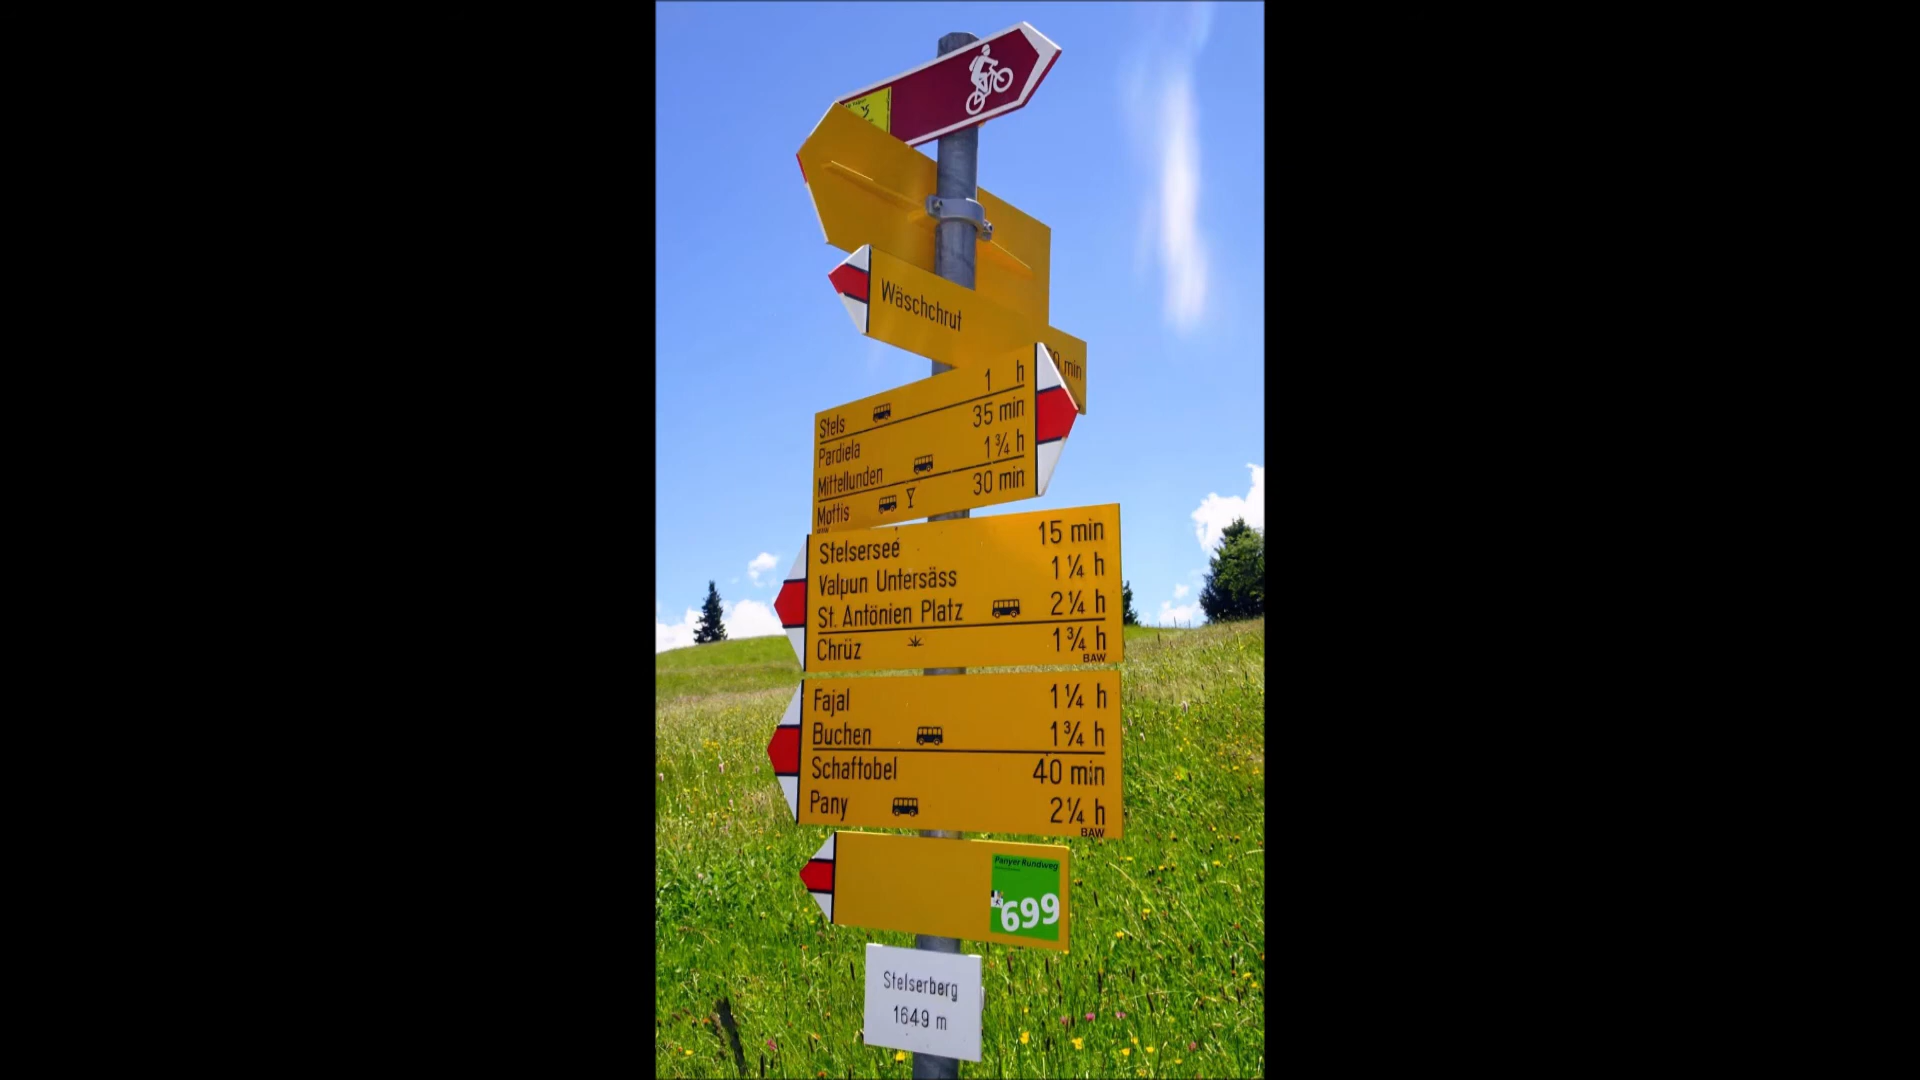 Wäschchrut
min
Stels 1 h
Pardiela 35 min
Mittellunden 1¾ h
Mottis 30 min
Stelsersee 15 min
Valpun Untersäss 1¼ h
St. Antönien Platz 2¼ h
Chrüz 1¾ h
BAW
Fajal 1¼ h
Buchen 1¾ h
Schaftobel 40 min
Pany 2¼ h
BAW
Panyer Rundweg
699
Stelserberg
1649 m